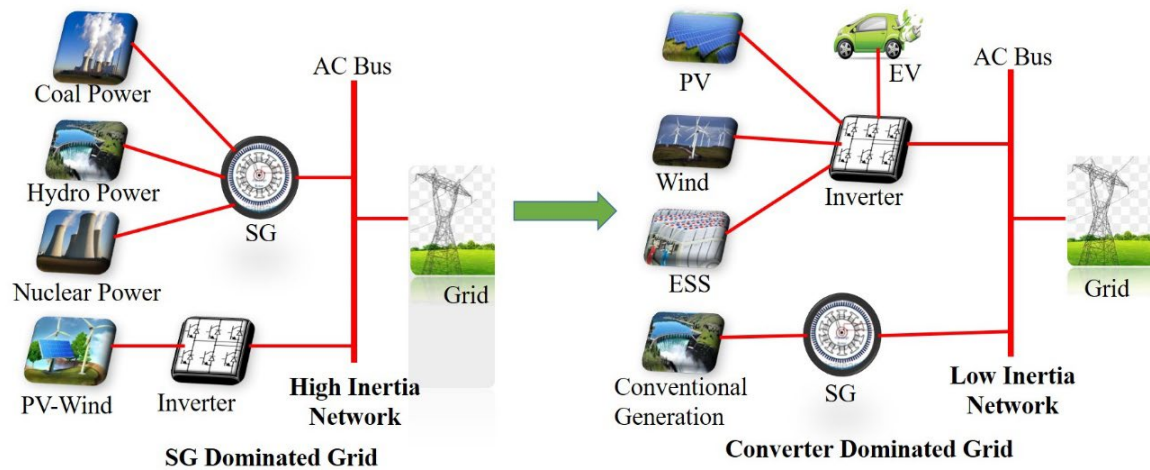 AC Bus
Coal Power
Hydro Power
SG
Nuclear Power
Grid
PV-Wind
Inverter
High Inertia
Network
SG Dominated Grid
PV
EV
AC Bus
Wind
Inverter
ESS
Grid
Conventional
Generation
SG
Low Inertia
Network
Converter Dominated Grid